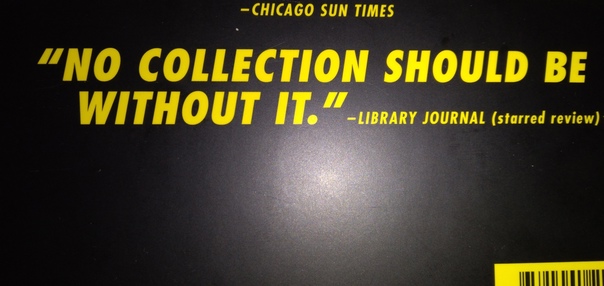 –CHICAGO SUN TIMES
"NO COLLECTION SHOULD BE
WITHOUT IT." –LIBRARY JOURNAL (starred review)